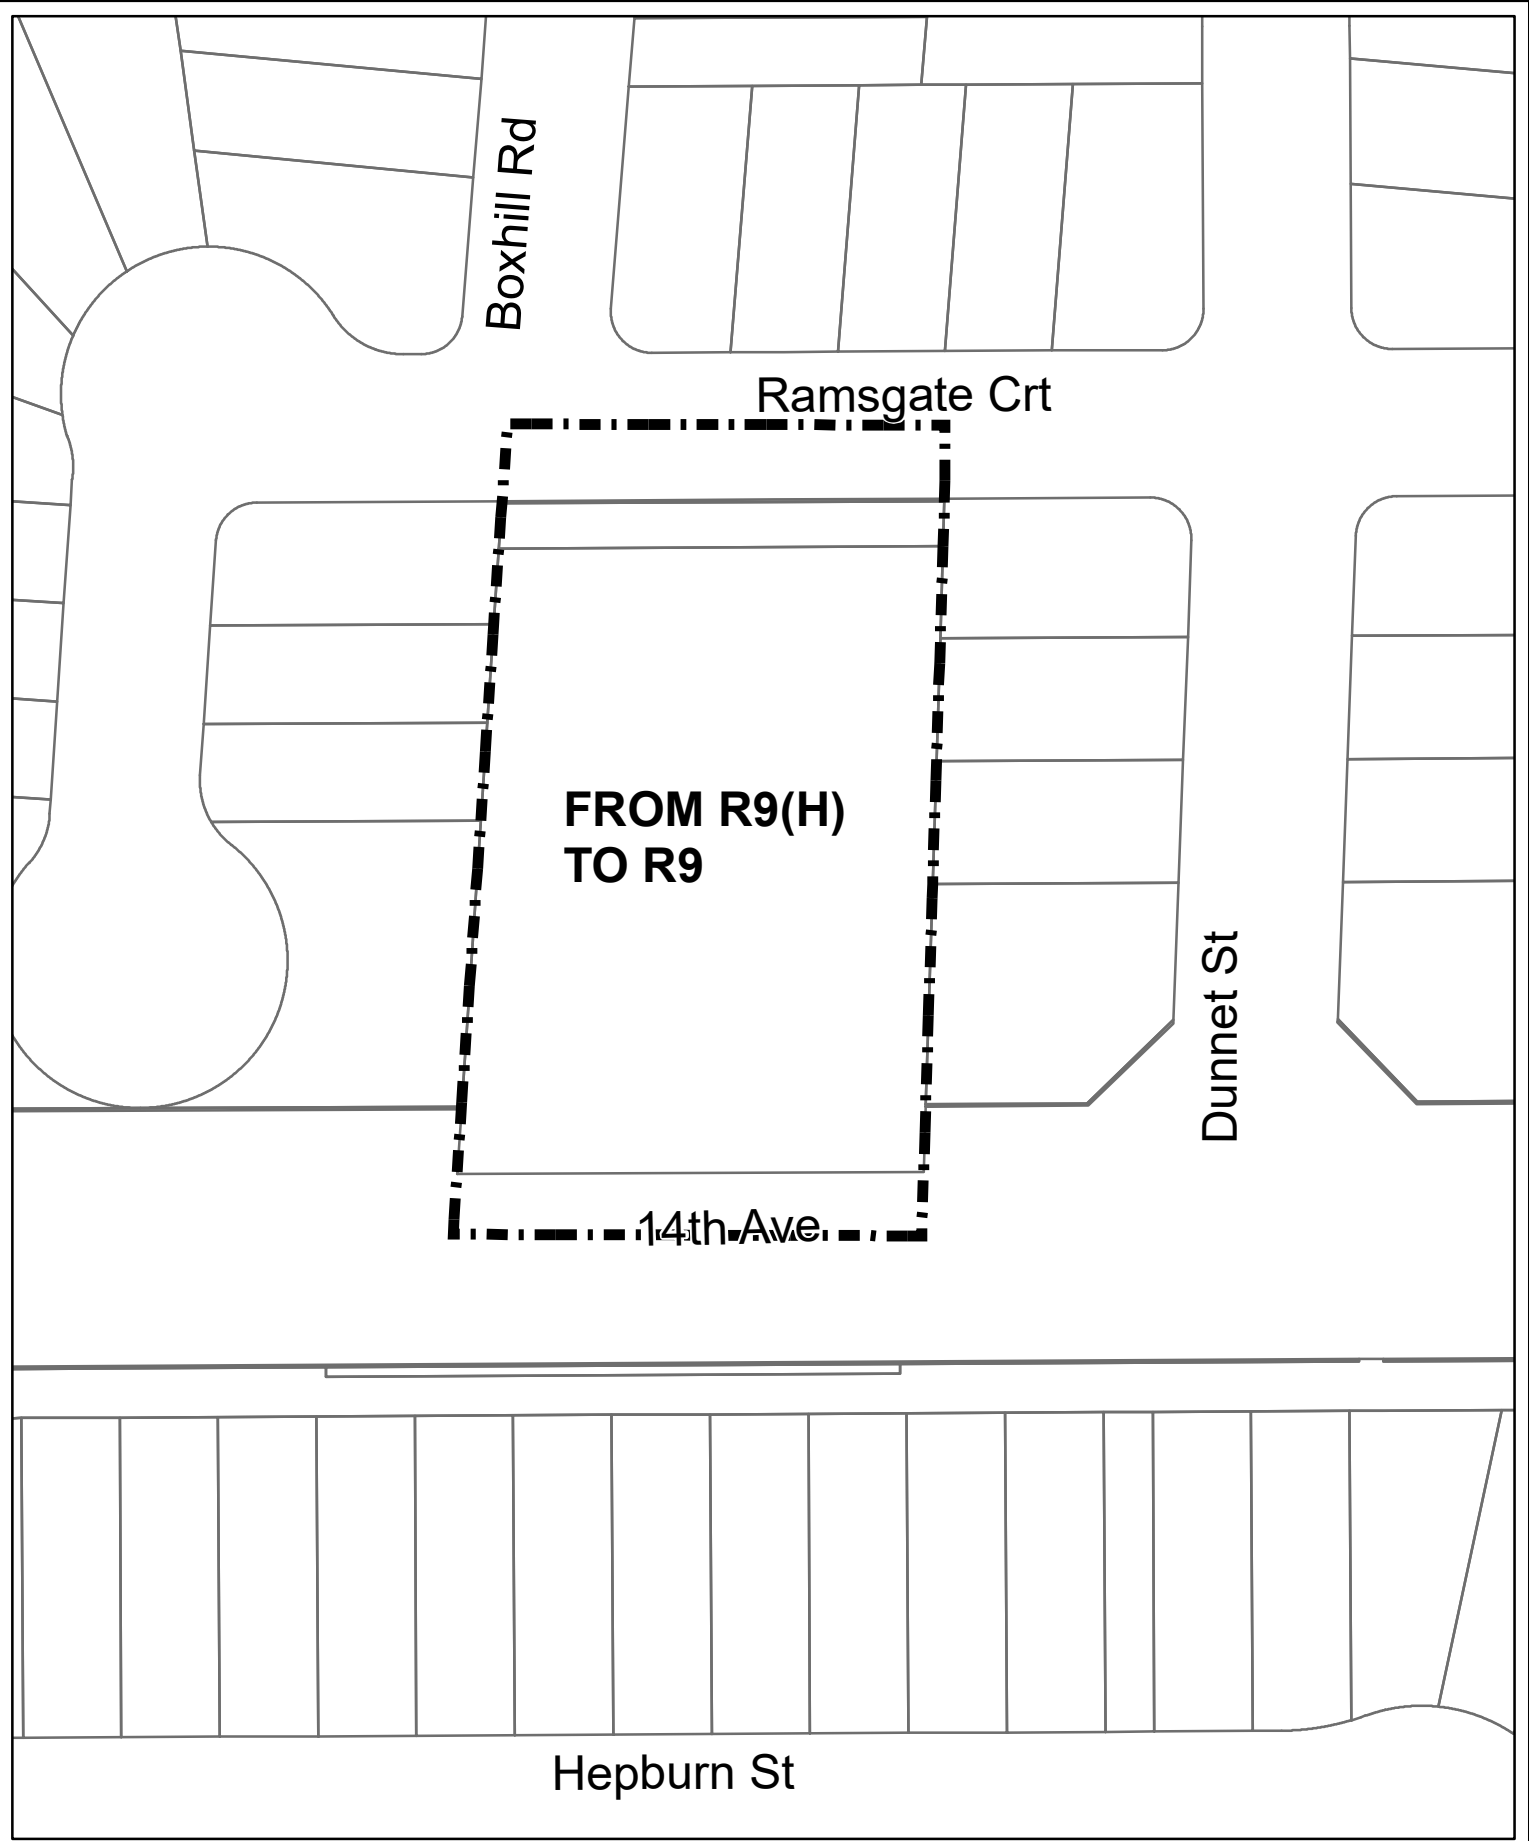 Boxhill Rd
Ramsgate Crt
FROM R9(H)
TO R9
Dunnet St
14th Ave
Hepburn St